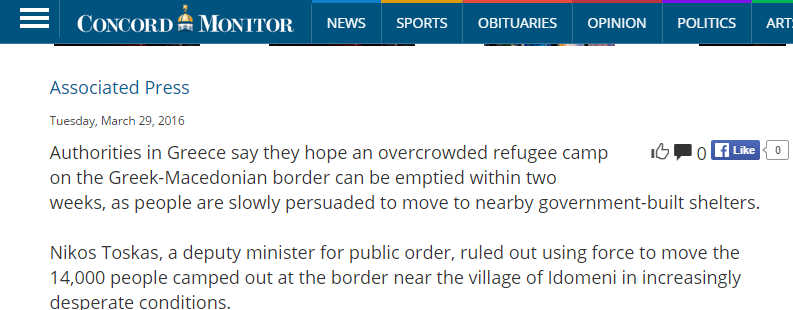 CONCORD MONITOR NEWS SPORTS OBITUARIES OPINION POLITICS ART
Associated Press
Tuesday, March 29, 2016
Authorities in Greece say they hope an overcrowded refugee camp
0 Like 0
on the Greek-Macedonian border can be emptied within two
weeks, as people are slowly persuaded to move to nearby government-built shelters.
Nikos Toskas, a deputy minister for public order, ruled out using force to move the
14,000 people camped out at the border near the village of Idomeni in increasingly
desperate conditions.